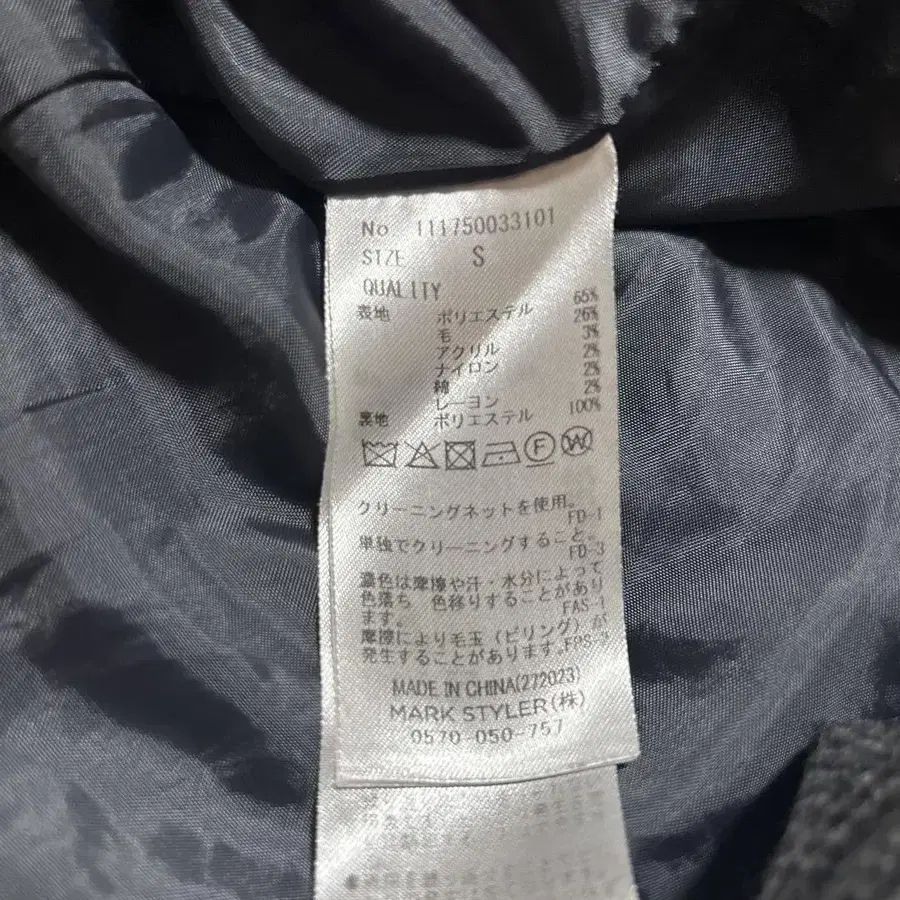 No 111750033101
SIZE S
QUALITY
表地 ポリエステル 65%
毛 26%
アクリル 3%
ナイロン 2%
綿 2%
レーヨン 2%
裏地 ポリエステル 100%
F W
クリーニングネットを使用。
FD-1
単独でクリーニングすること。
FD-3
濃色は摩擦や汗・水分によって
色落ち 色移りすることがあり
ます。 FAS-1
摩擦により毛玉(ピリング)が
発生することがあります。FPS-2
MADE IN CHINA(272023)
MARK STYLER(株)
0570-050-757